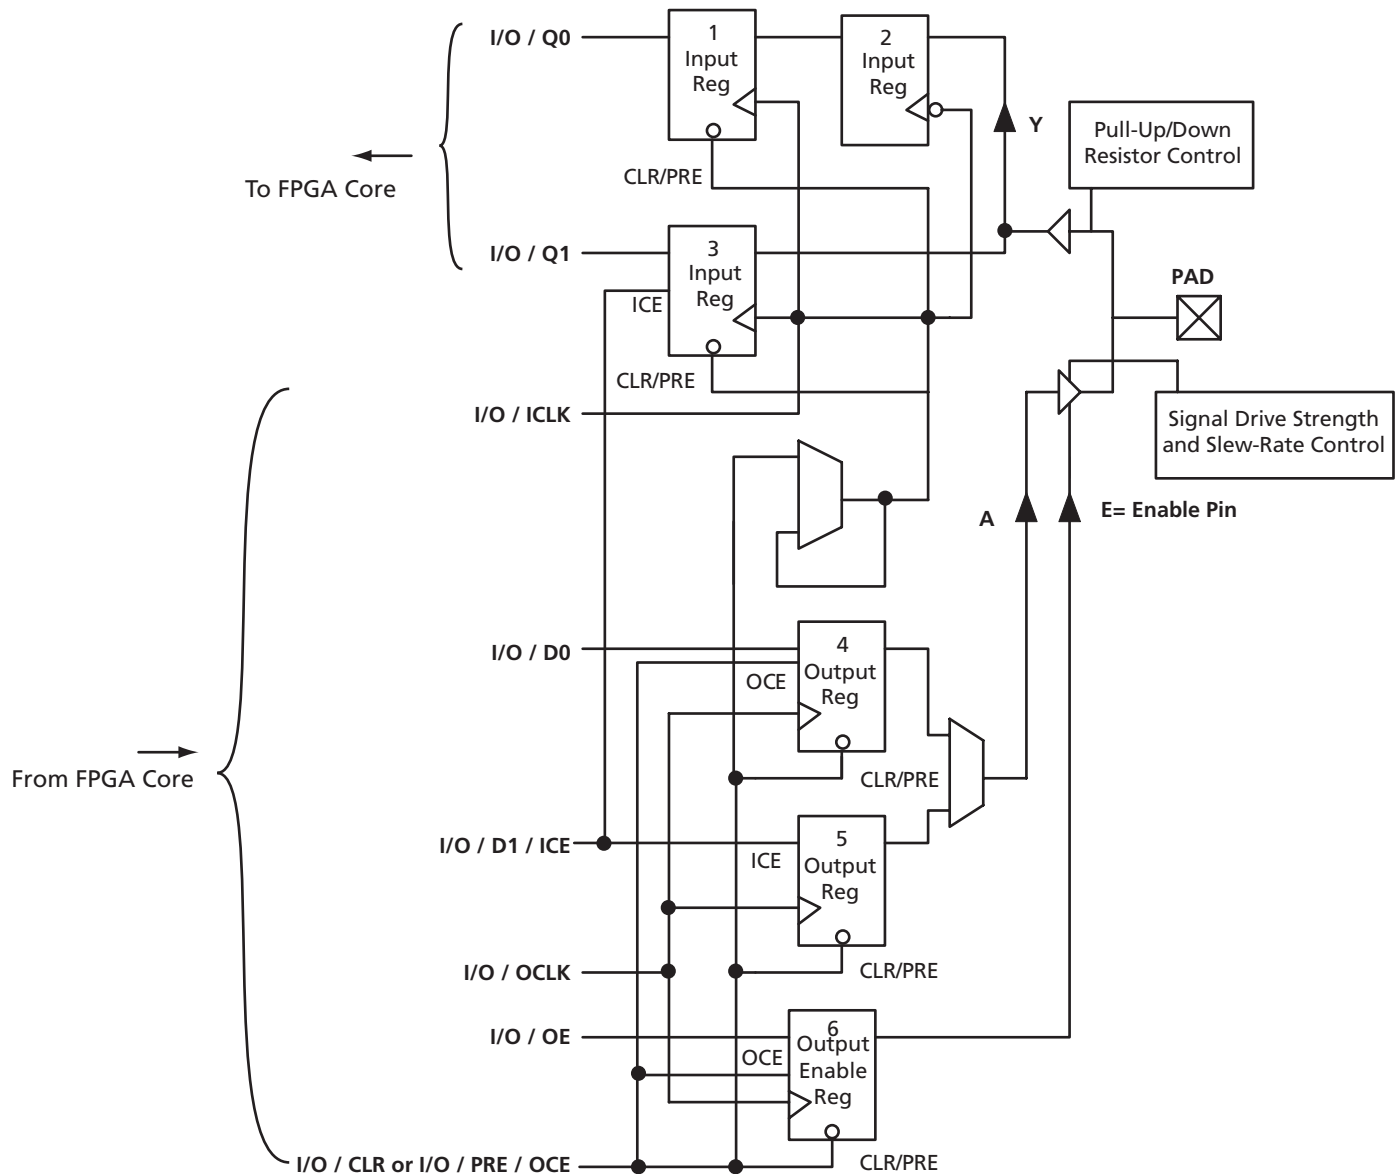 I/O / Q0
1
Input
Reg
2
Input
Reg
Y
Pull-Up/Down
Resistor Control
To FPGA Core
CLR/PRE
I/O / Q1
3
Input
Reg
ICE
PAD
CLR/PRE
I/O / ICLK
Signal Drive Strength
and Slew-Rate Control
A
E= Enable Pin
I/O / D0
4
Output
Reg
OCE
CLR/PRE
From FPGA Core
I/O / D1 / ICE
5
Output
Reg
ICE
I/O / OCLK
CLR/PRE
I/O / OE
6
Output
Enable
Reg
OCE
I/O / CLR or I/O / PRE / OCE
CLR/PRE